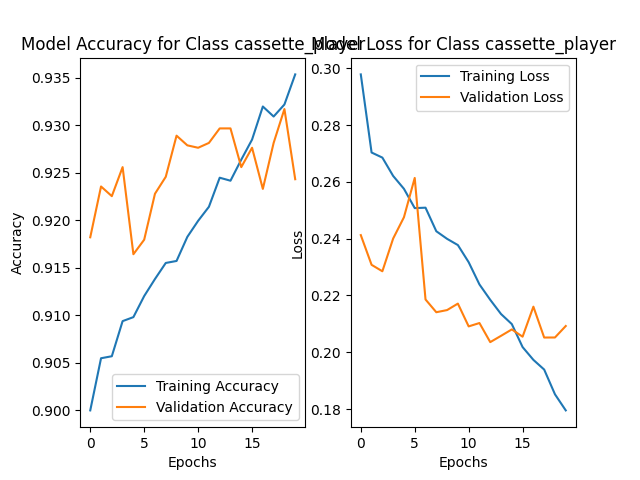 Model Accuracy for Class cassette_player
Accuracy
0.935
0.930
0.925
0.920
0.915
0.910
0.905
0.900
0
5
10
15
Epochs
Training Accuracy
Validation Accuracy
Model Loss for Class cassette_player
Loss
0.30
0.28
0.26
0.24
0.22
0.20
0.18
0
5
10
15
Epochs
Training Loss
Validation Loss